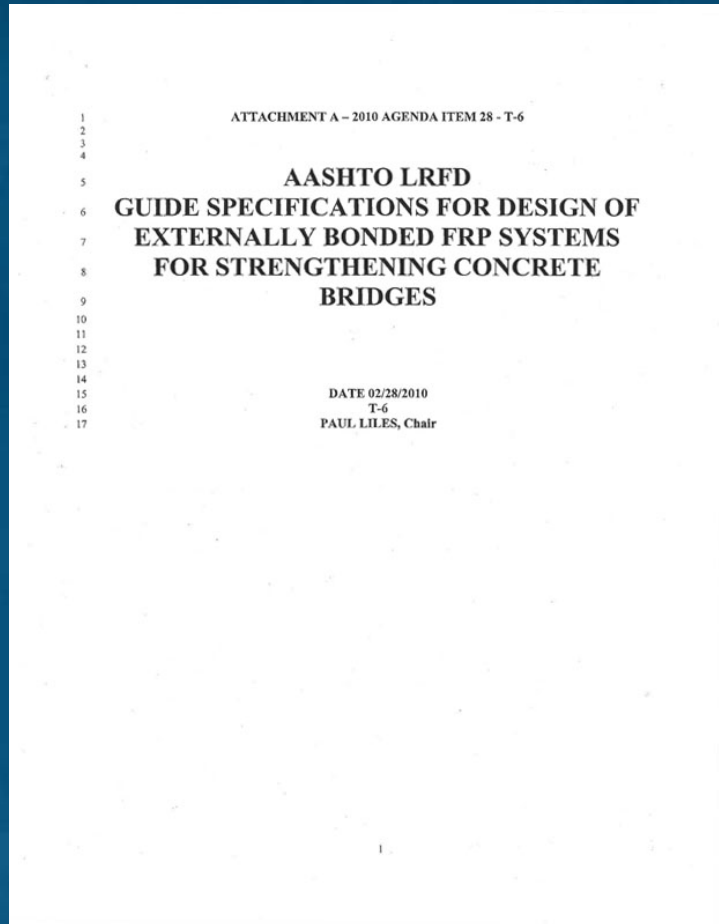 1 ATTACHMENT A – 2010 AGENDA ITEM 28 - T-6
2
3
4
5 AASHTO LRFD
6 GUIDE SPECIFICATIONS FOR DESIGN OF
7 EXTERNALLY BONDED FRP SYSTEMS
8 FOR STRENGTHENING CONCRETE
9 BRIDGES
10
11
12
13
14
15 DATE 02/28/2010
16 T-6
17 PAUL LILES, Chair
1